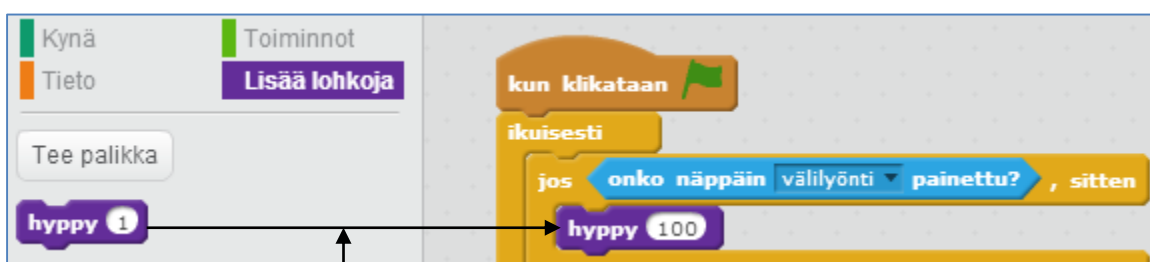 Kynä Toiminnot
Tieto Lisää lohkoja
Tee palikka
hyppy 1
kun klikataan
ikuisesti
jos onko näppäin välilyönti painettu? , sitten
hyppy 100